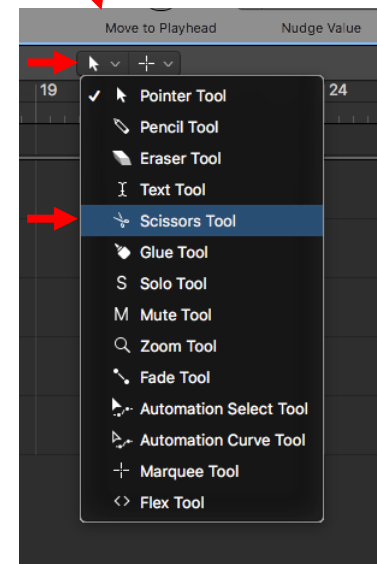 Move to Playhead Nudge Value
19 24
Pointer Tool
Pencil Tool
Eraser Tool
Text Tool
Scissors Tool
Glue Tool
S Solo Tool
M Mute Tool
Zoom Tool
Fade Tool
Automation Select Tool
Automation Curve Tool
Marquee Tool
Flex Tool